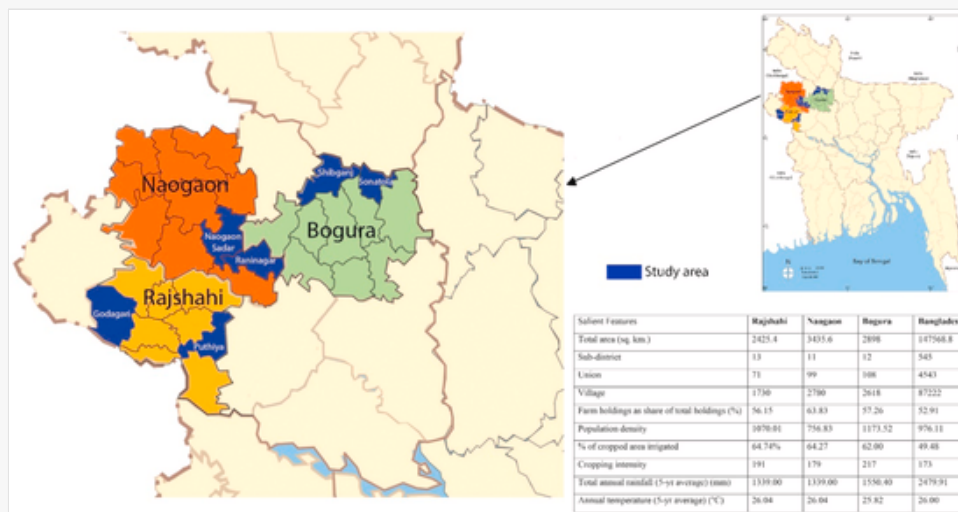 Naogaon
Shibganj
Sonatola
Naogaon
Sadar
Bogura
Raninagar
Rajshahi
Godagari
Puthiya
Study area
Bay of Bengal
N
Salient Features Rajshahi Naogaon Bogura Banglades
Total area (sq. km.) 2425.4 3435.6 2898 147568.8
Sub-district 13 11 12 545
Union 71 99 108 4543
Village 1730 2780 2618 87222
Farm holdings as share of total holdings (%) 56.15 63.83 57.26 52.91
Population density 1070.01 756.83 1173.52 976.11
% of cropped area irrigated 64.74% 64.27 62.00 49.48
Cropping intensity 191 179 217 173
Total annual rainfall (5-yr average) (mm) 1339.00 1339.00 1550.40 2479.91
Annual temperature (5-yr average) (°C) 26.04 26.04 25.82 26.00